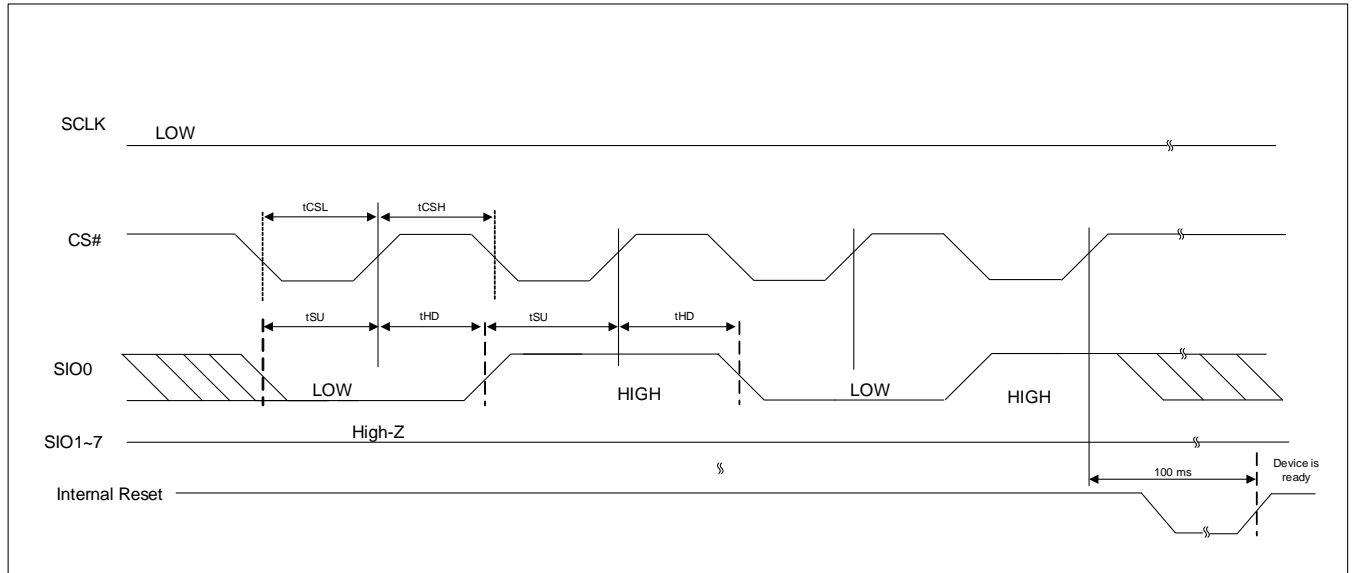 SCLK
LOW
tCSL
tCSH
CS#
tSU
tHD
tSU
tHD
SIO0
LOW
HIGH
LOW
HIGH
High-Z
SIO1~7
100 ms
Device is
ready
Internal Reset